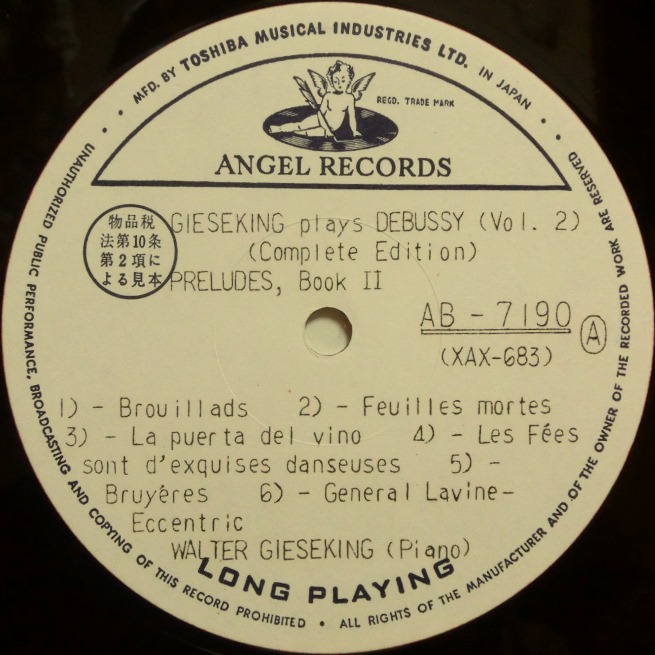 MFD. BY TOSHIBA MUSICAL INDUSTRIES LTD. IN JAPAN
REGD. TRADE MARK
ANGEL RECORDS
物品税
法第10条
第2項に
よる見本
GIESEKING plays DEBUSSY (Vol. 2)
(Complete Edition)
PRELUDES, Book II
AB-7190 A
(XAX-683)
1) - Brouillads 2) - Feuilles mortes
3) - La puerta del vino 4) - Les Fées
sont d'exquises danseuses 5) -
Bruyéres 6) - General Lavine-
Eccentric
WALTER GIESEKING (Piano)
LONG PLAYING
UNAUTHORIZED PUBLIC PERFORMANCE, BROADCASTING AND COPYING OF THIS RECORD PROHIBITED • ALL RIGHTS OF THE MANUFACTURER AND OF THE OWNER OF THE RECORDED WORK ARE RESERVED